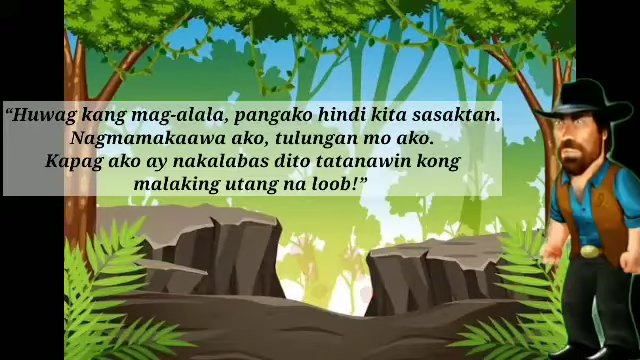 “Huwag kang mag-alala, pangako hindi kita sasaktan.
Nagmamakaawa ako, tulungan mo ako.
Kapag ako ay nakalabas dito tatanawin kong
malaking utang na loob!”